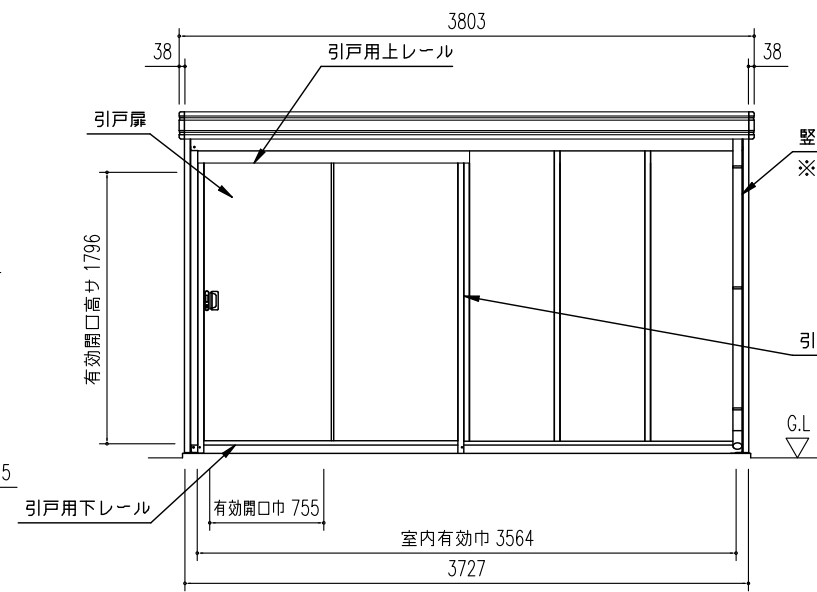 3803
38
38
引戸用上レール
引戸扉
竪
※
有効開口高サ 1796
引
G.L
5
引戸用下レール
有効開口巾 755
室内有効巾 3564
3727